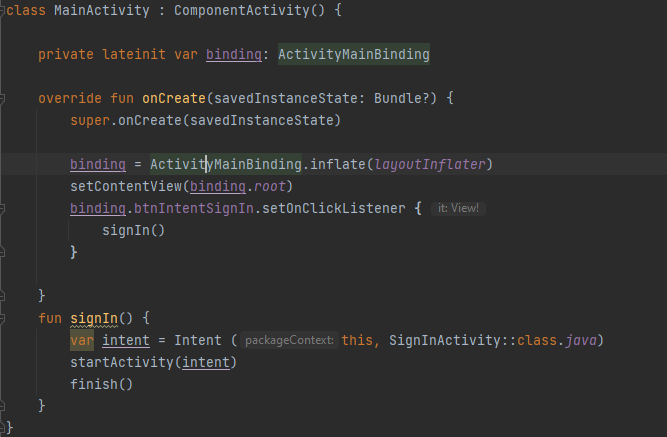 class MainActivity : ComponentActivity() {
private lateinit var binding: ActivityMainBinding
override fun onCreate(savedInstanceState: Bundle?) {
super.onCreate(savedInstanceState)
binding = ActivityMainBinding.inflate(layoutInflater)
setContentView(binding.root)
binding.btnIntentSignIn.setOnClickListener { it: View!
signIn()
}
}
fun signIn() {
var intent = Intent ( packageContext: this, SignInActivity::class.java)
startActivity(intent)
finish()
}
}